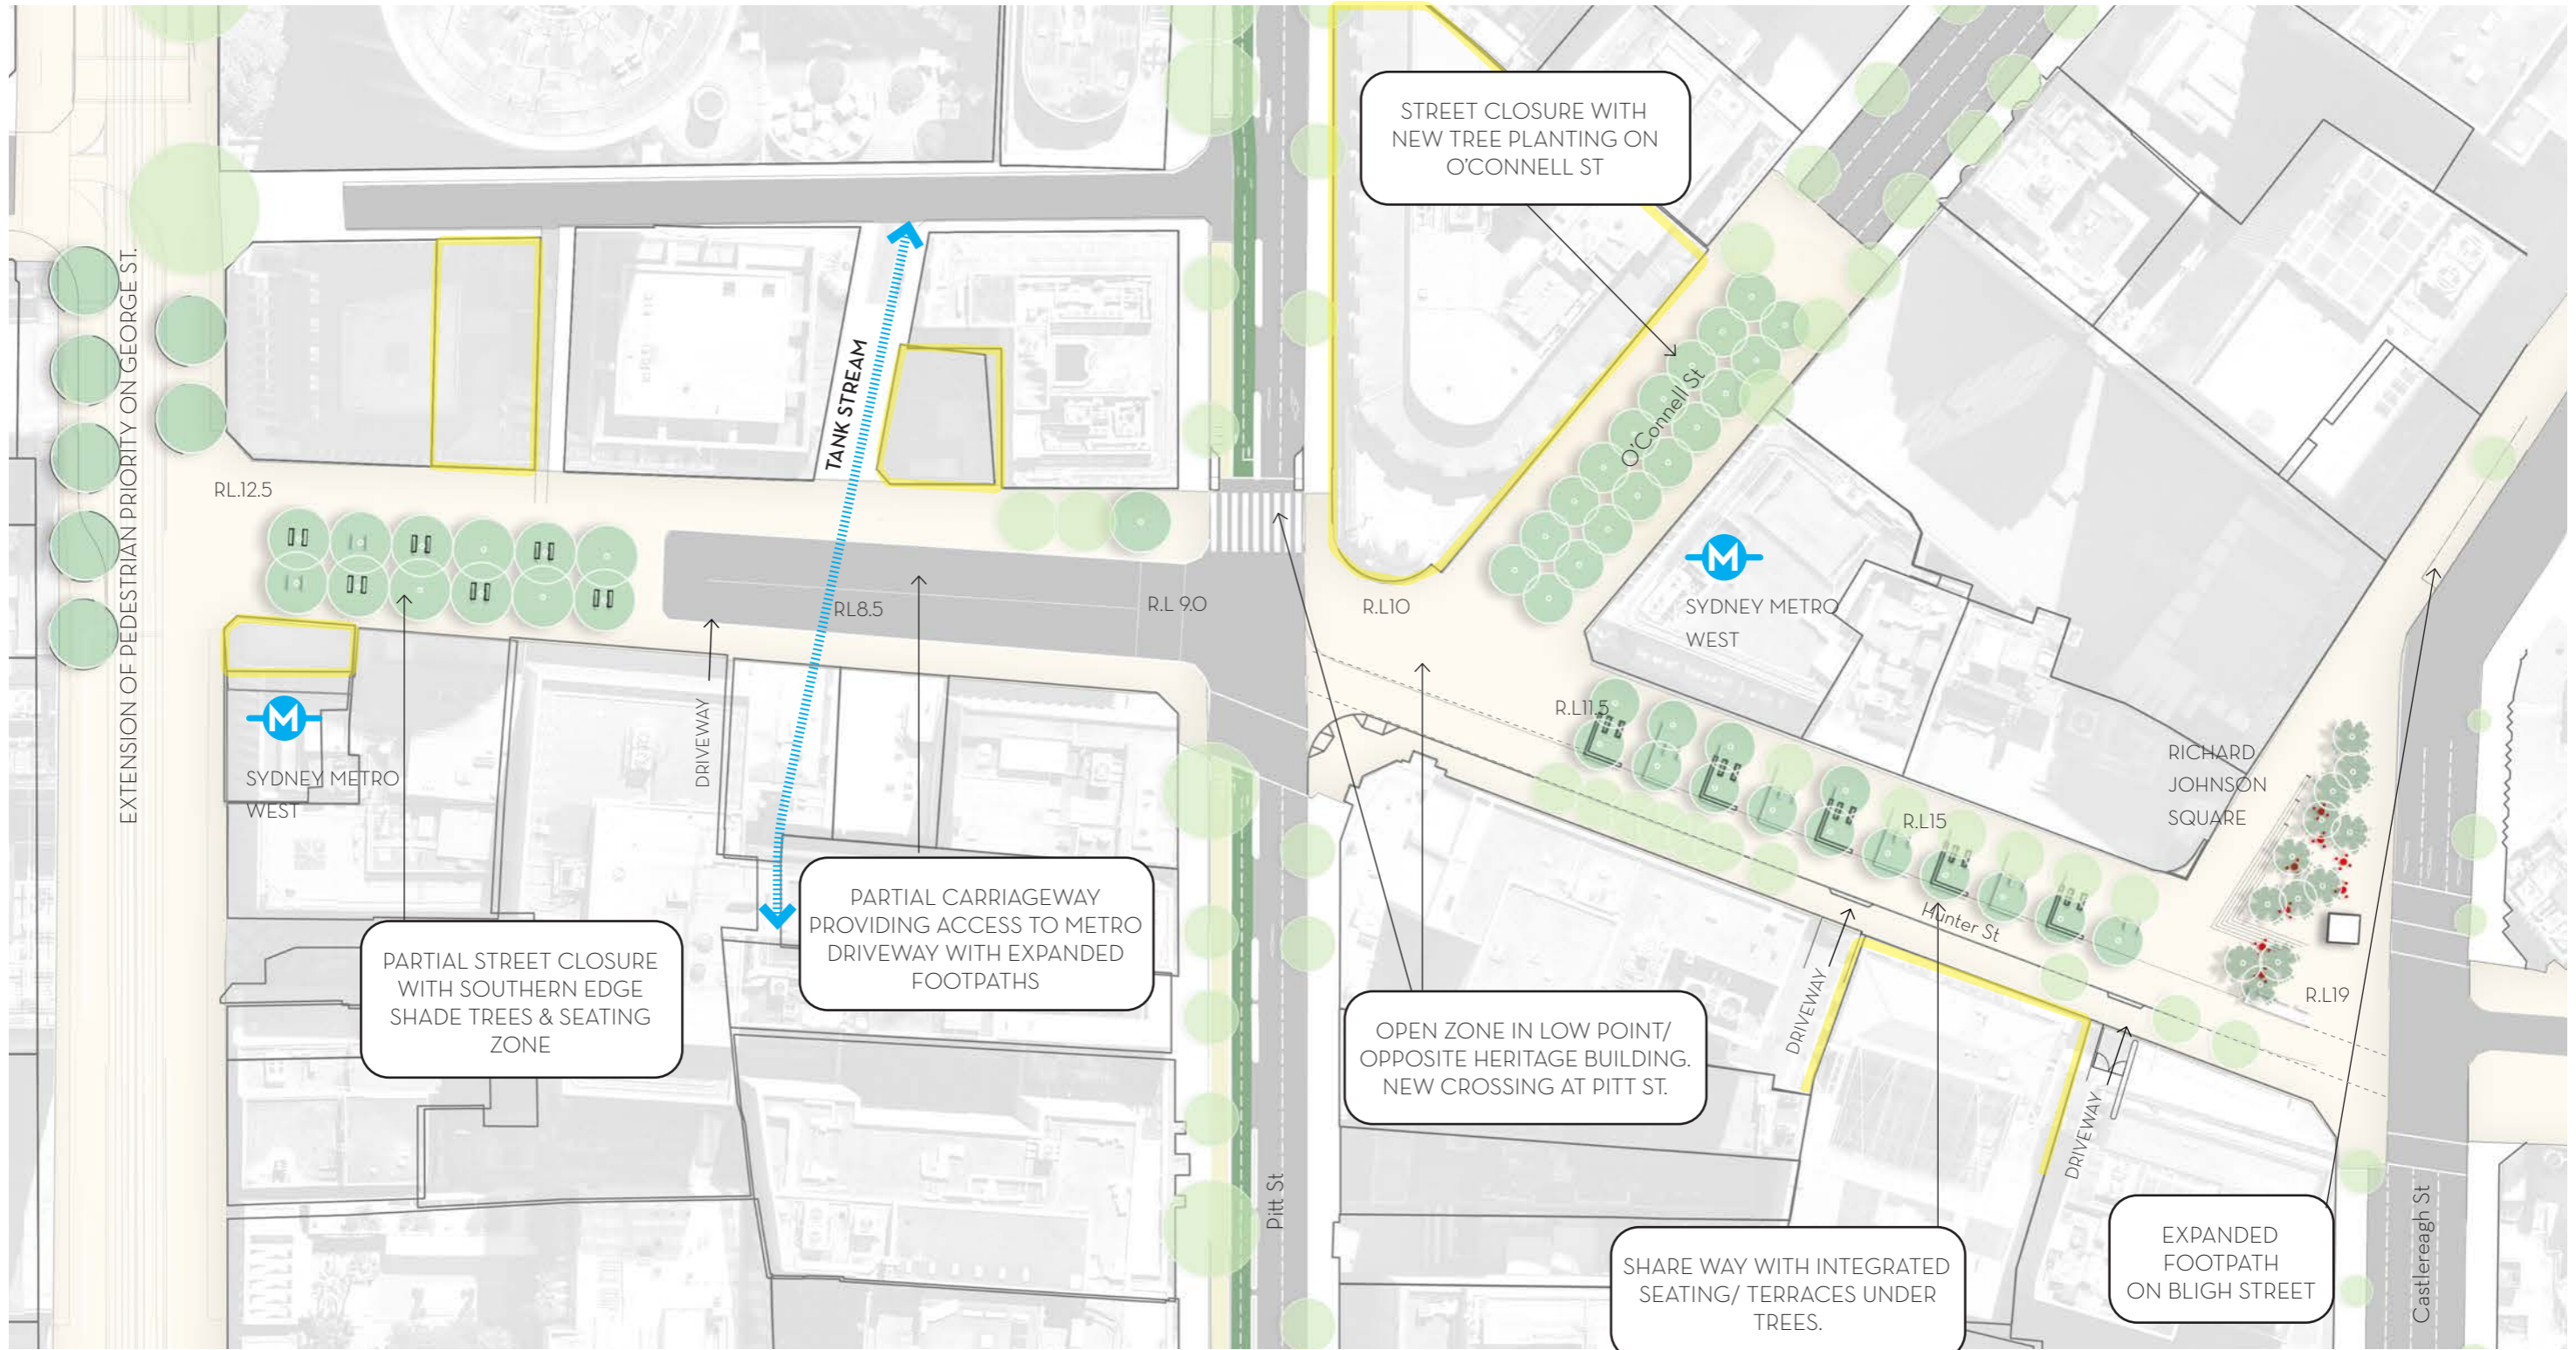 STREET CLOSURE WITH
NEW TREE PLANTING ON
O'CONNELL ST
EXTENSION OF PEDESTRIAN PRIORITY ON GEORGE ST.
TANK STREAM
O'Connell St
RL.12.5
RL8.5
R.L 9.0
R.L10
M
SYDNEY METRO
WEST
M
SYDNEY METRO
WEST
DRIVEWAY
R.L11.5
R.L15
RICHARD
JOHNSON
SQUARE
Hunter St
R.L19
PARTIAL CARRIAGEWAY
PROVIDING ACCESS TO METRO
DRIVEWAY WITH EXPANDED
FOOTPATHS
PARTIAL STREET CLOSURE
WITH SOUTHERN EDGE
SHADE TREES & SEATING
ZONE
OPEN ZONE IN LOW POINT/
OPPOSITE HERITAGE BUILDING.
NEW CROSSING AT PITT ST.
DRIVEWAY
DRIVEWAY
Pitt St
Castlereagh St
SHARE WAY WITH INTEGRATED
SEATING/ TERRACES UNDER
TREES.
EXPANDED
FOOTPATH
ON BLIGH STREET